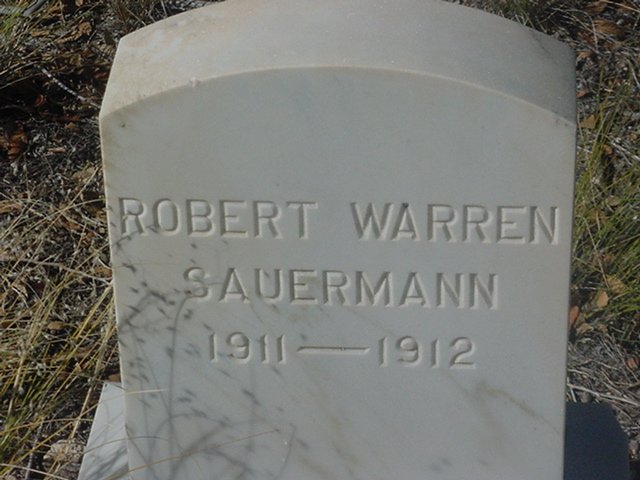 ROBERT WARREN
SAUERMANN
1911 — 1912